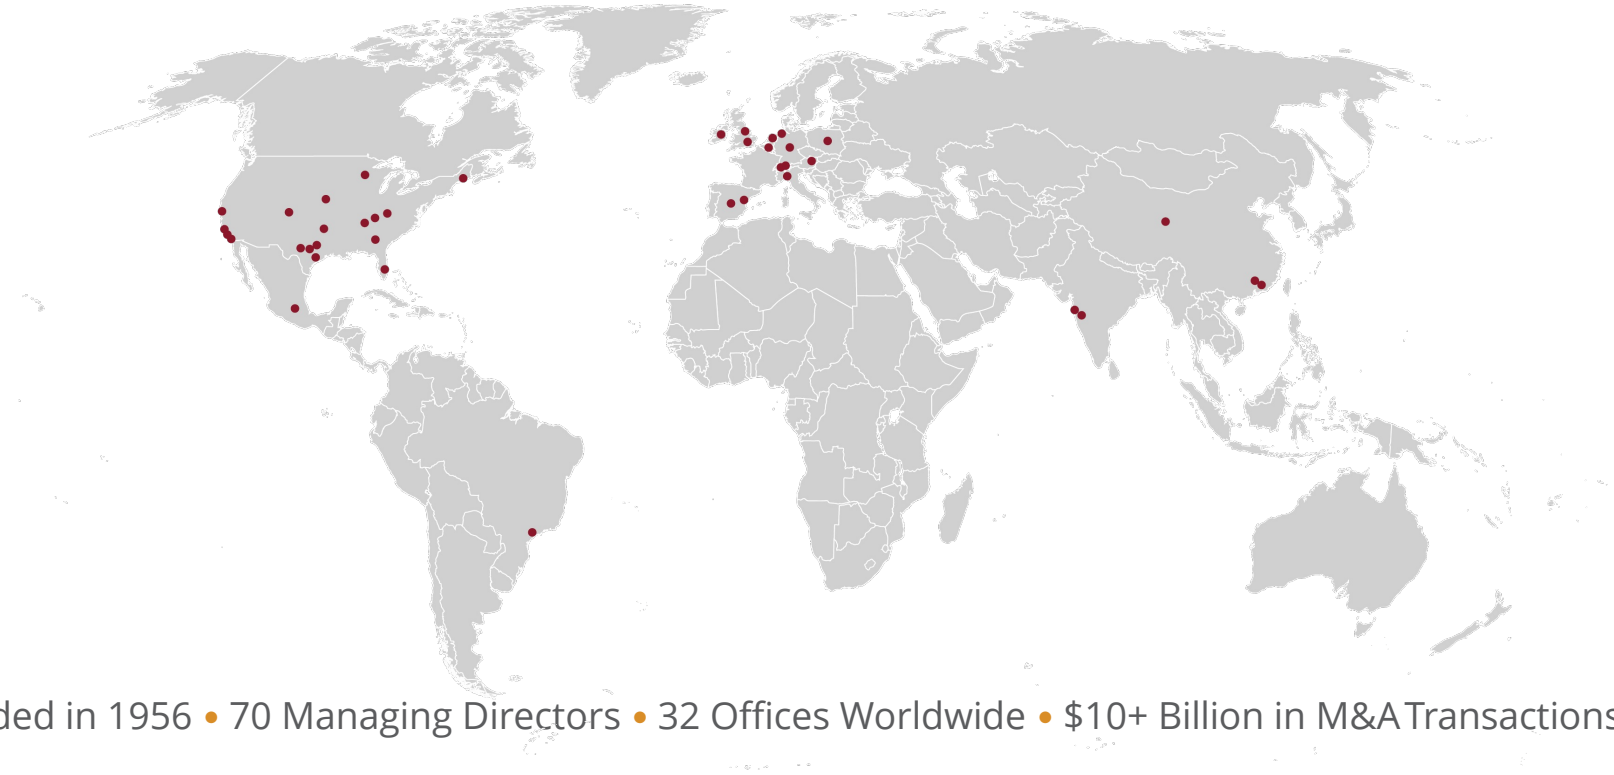 ded in 1956 • 70 Managing Directors • 32 Offices Worldwide • $10+ Billion in M&A Transactions